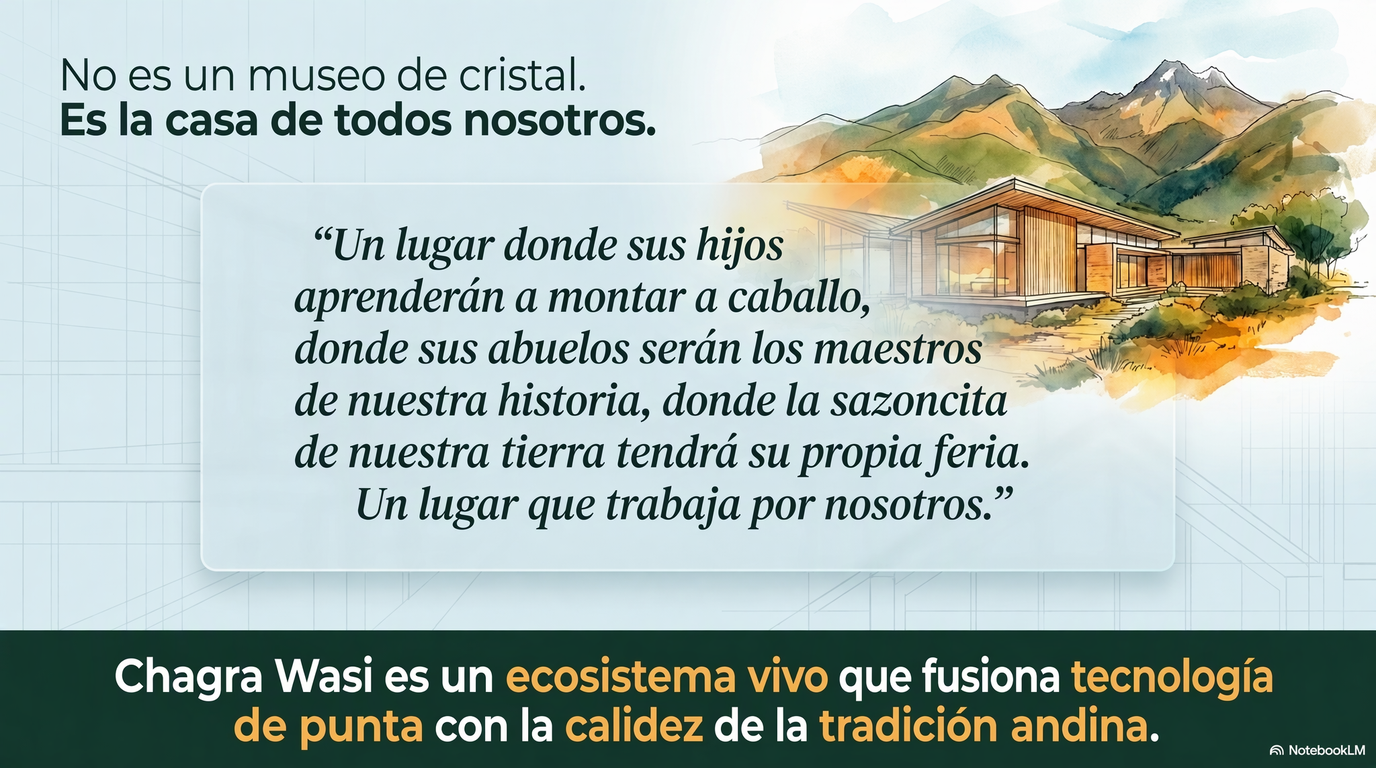 No es un museo de cristal.
Es la casa de todos nosotros.
“Un lugar donde sus hijos
aprenderán a montar a caballo,
donde sus abuelos serán los maestros
de nuestra historia, donde la sazoncita
de nuestra tierra tendrá su propia feria.
Un lugar que trabaja por nosotros.”
Chagra Wasi es un ecosistema vivo que fusiona tecnología
de punta con la calidez de la tradición andina.
NotebookLM